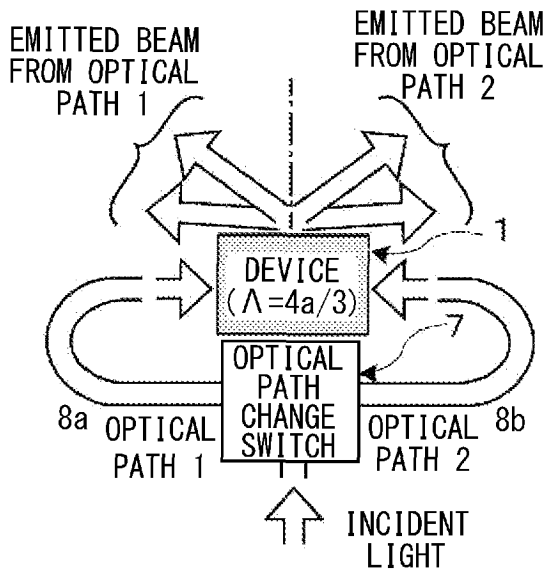 EMITTED BEAM
FROM OPTICAL
PATH 1
EMITTED BEAM
FROM OPTICAL
PATH 2
1
DEVICE
(Λ=4a/3)
7
OPTICAL
PATH
CHANGE
SWITCH
8a
OPTICAL
PATH 1
8b
OPTICAL
PATH 2
INCIDENT
LIGHT